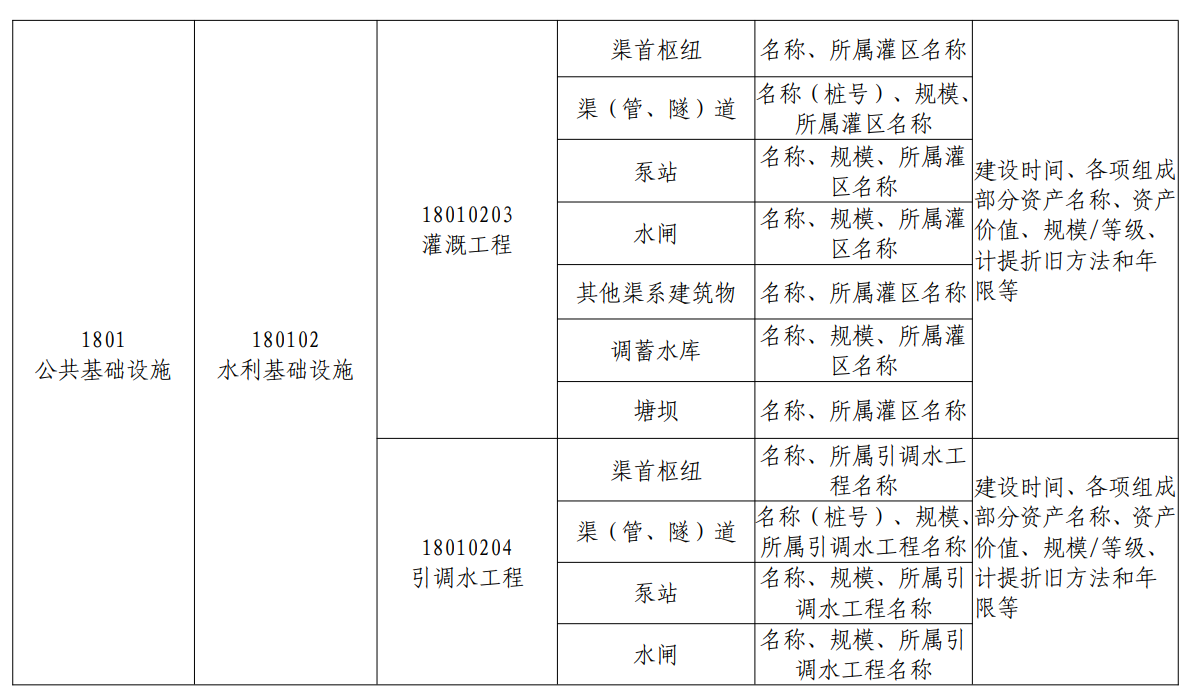 1801
公共基础设施
180102
水利基础设施
18010203
灌溉工程
渠首枢纽
名称、所属灌区名称
渠（管、隧）道
名称（桩号）、规模、
所属灌区名称
泵站
名称、规模、所属灌
区名称
水闸
名称、规模、所属灌
区名称
其他渠系建筑物
名称、所属灌区名称
调蓄水库
名称、规模、所属灌
区名称
塘坝
名称、所属灌区名称
建设时间、各项组成
部分资产名称、资产
价值、规模/等级、
计提折旧方法和年
限等
18010204
引调水工程
渠首枢纽
名称、所属引调水工
程名称
渠（管、隧）道
名称（桩号）、规模、
所属引调水工程名称
泵站
名称、规模、所属引
调水工程名称
水闸
名称、规模、所属引
调水工程名称
建设时间、各项组成
部分资产名称、资产
价值、规模/等级、
计提折旧方法和年
限等